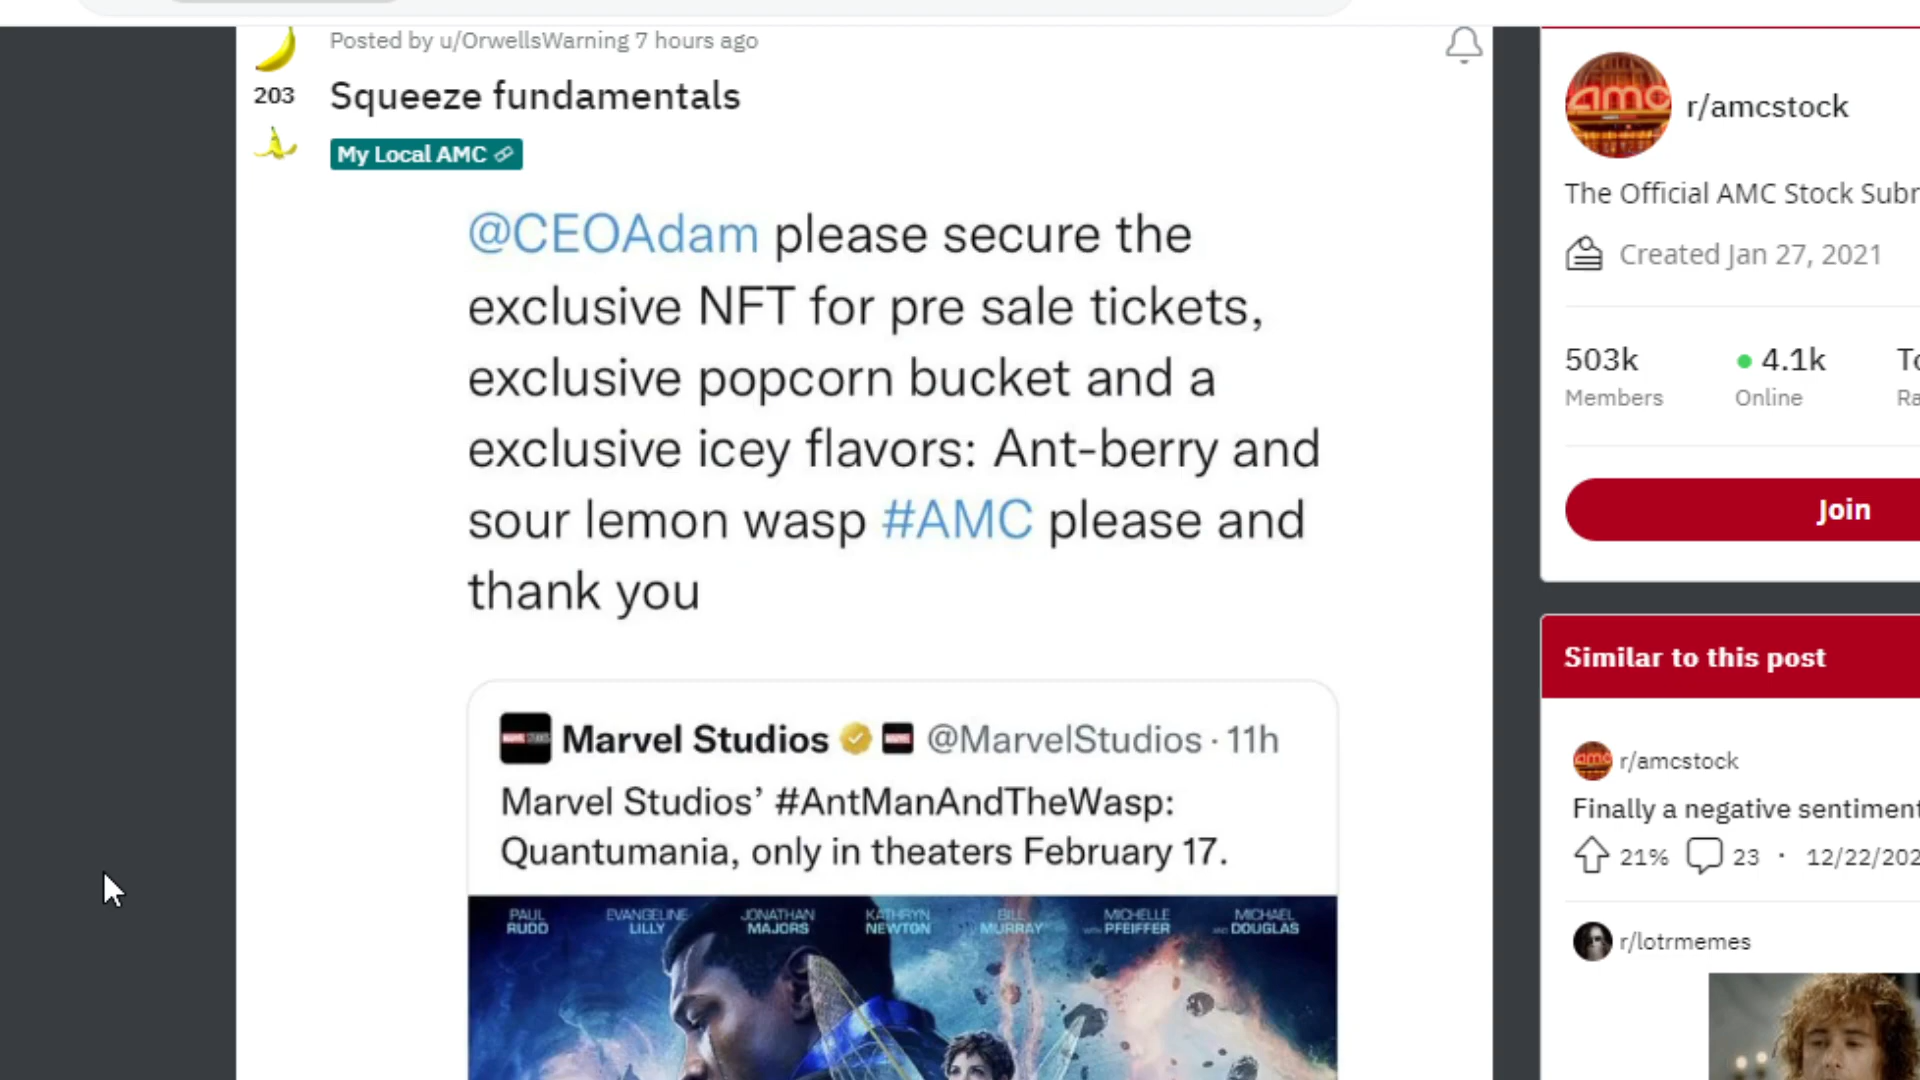 Posted by u/OrwellsWarning 7 hours ago
203
Squeeze fundamentals
My Local AMC
@CEOAdam please secure the
exclusive NFT for pre sale tickets,
exclusive popcorn bucket and a
exclusive icey flavors: Ant-berry and
sour lemon wasp #AMC please and
thank you
Marvel Studios @MarvelStudios · 11h
Marvel Studios’ #AntManAndTheWasp:
Quantumania, only in theaters February 17.
PAUL RUDD
EVANGELINE LILLY
JONATHAN MAJORS
KATHRYN NEWTON
BILL MURRAY
WITH MICHELLE PFEIFFER
AND MICHAEL DOUGLAS
amc
r/amcstock
The Official AMC Stock Subr
Created Jan 27, 2021
503k
Members
4.1k
Online
Join
Similar to this post
amc
r/amcstock
Finally a negative sentiment
21% 23 · 12/22/202
r/lotrmemes